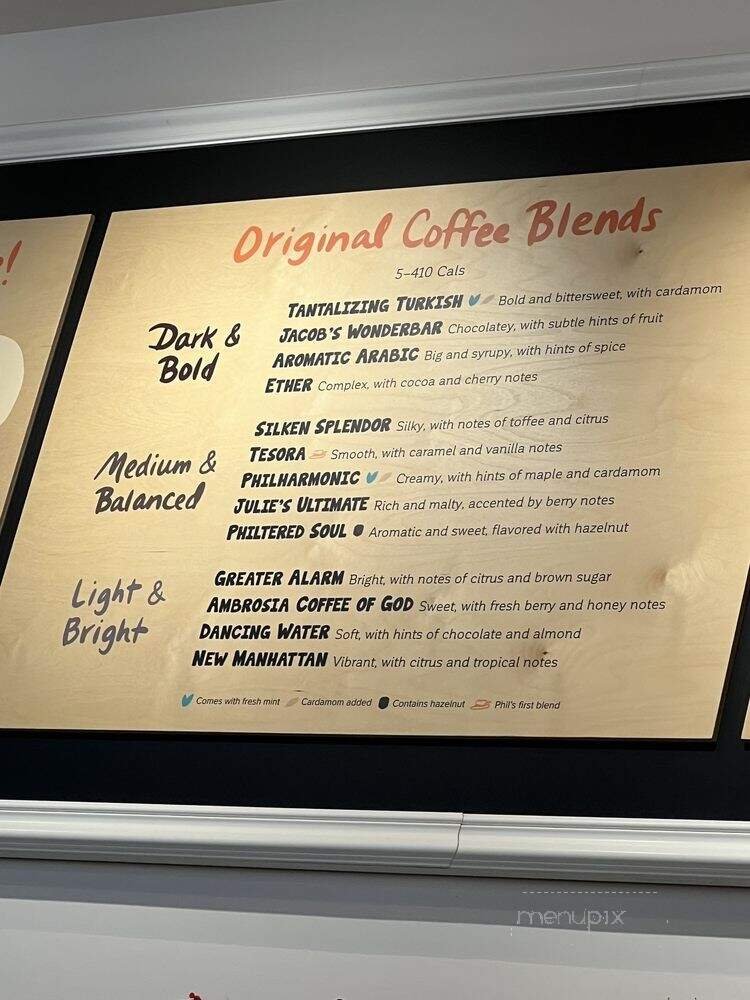 Original Coffee Blends
5–410 Cals
Dark & Bold
TANTALIZING TURKISH Bold and bittersweet, with cardamom
JACOB'S WONDERBAR Chocolatey, with subtle hints of fruit
AROMATIC ARABIC Big and syrupy, with hints of spice
ETHER Complex, with cocoa and cherry notes
Medium & Balanced
SILKEN SPLENDOR Silky, with notes of toffee and citrus
TESORA Smooth, with caramel and vanilla notes
PHILHARMONIC Creamy, with hints of maple and cardamom
JULIE'S ULTIMATE Rich and malty, accented by berry notes
PHILTERED SOUL Aromatic and sweet, flavored with hazelnut
Light & Bright
GREATER ALARM Bright, with notes of citrus and brown sugar
AMBROSIA COFFEE OF GOD Sweet, with fresh berry and honey notes
DANCING WATER Soft, with hints of chocolate and almond
NEW MANHATTAN Vibrant, with citrus and tropical notes
Comes with fresh mint Cardamom added Contains hazelnut Phil's first blend
menupix